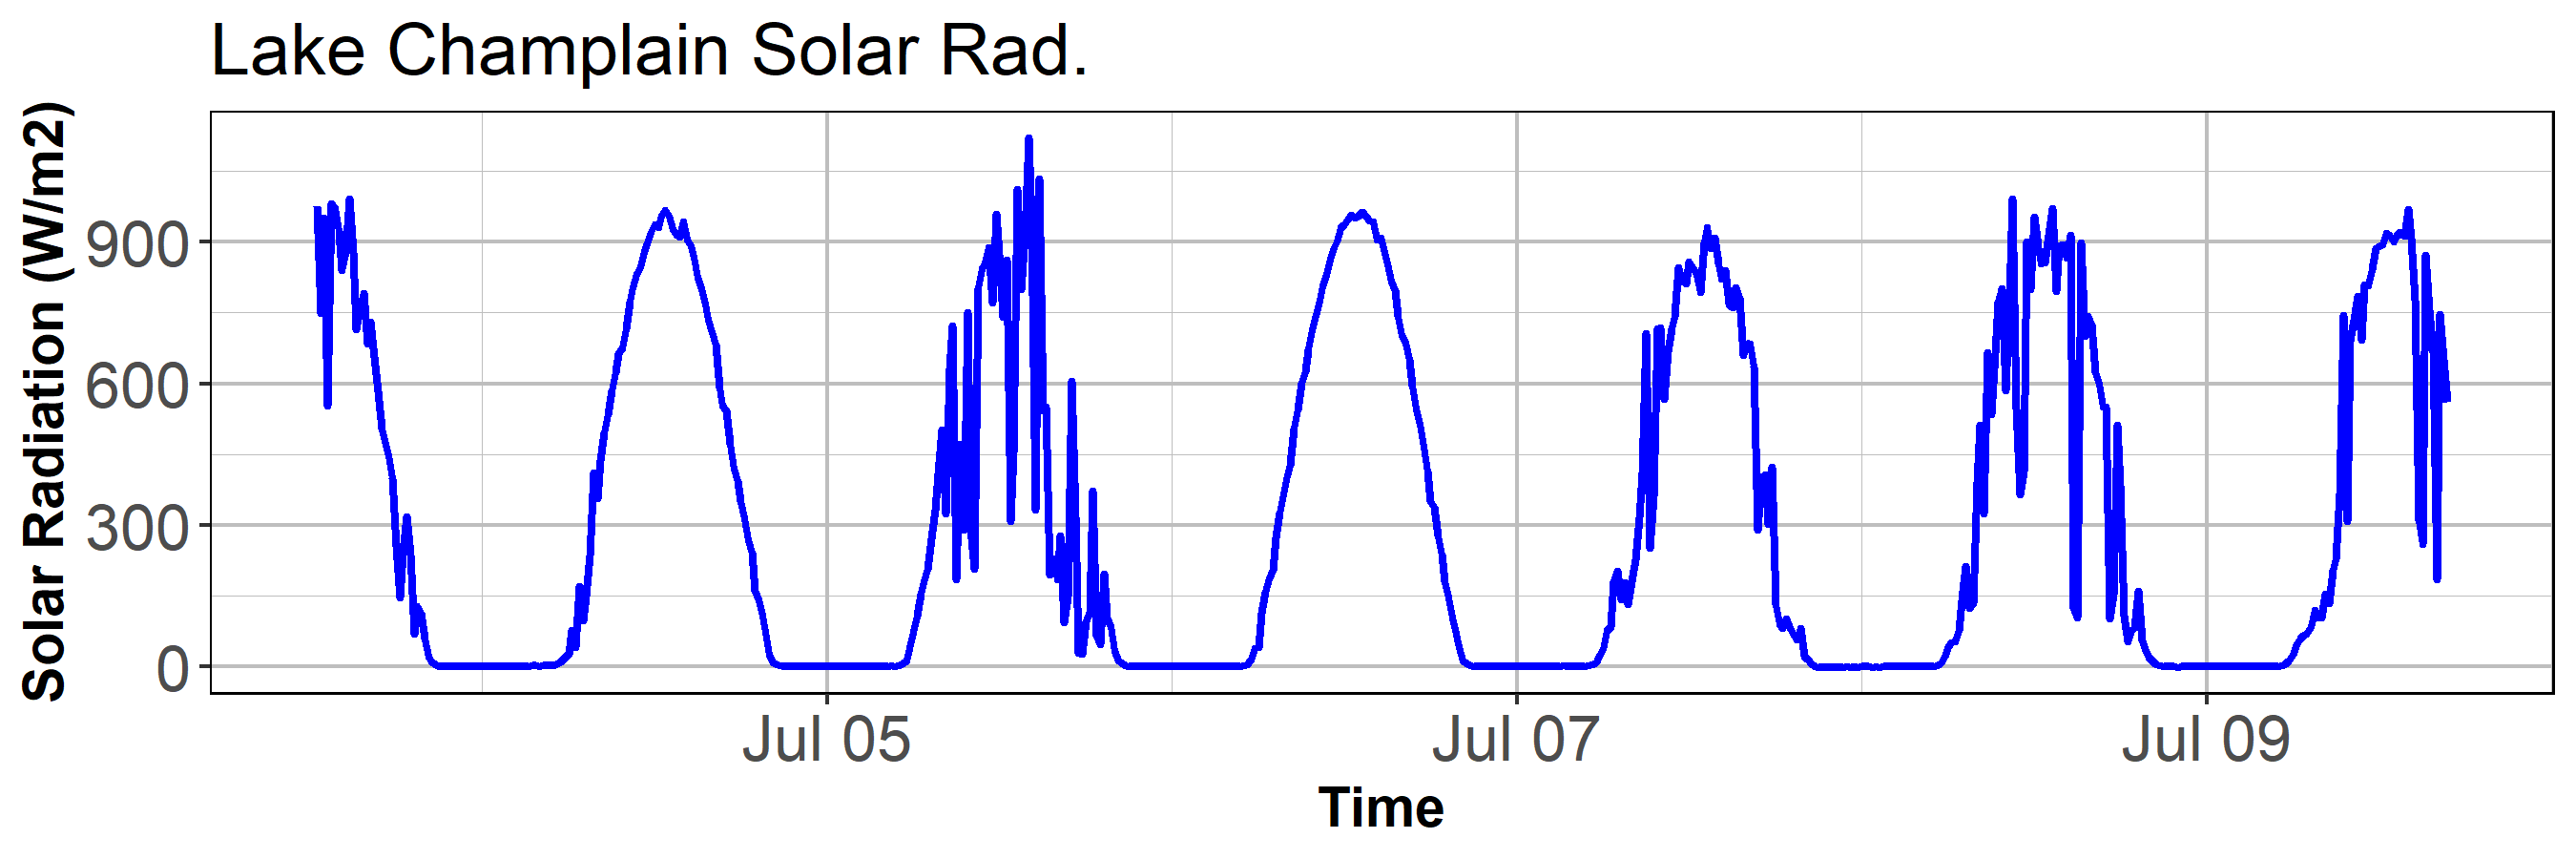 Lake Champlain Solar Rad.
Solar Radiation (W/m2)
900
600
300
0
Jul 05
Jul 07
Jul 09
Time